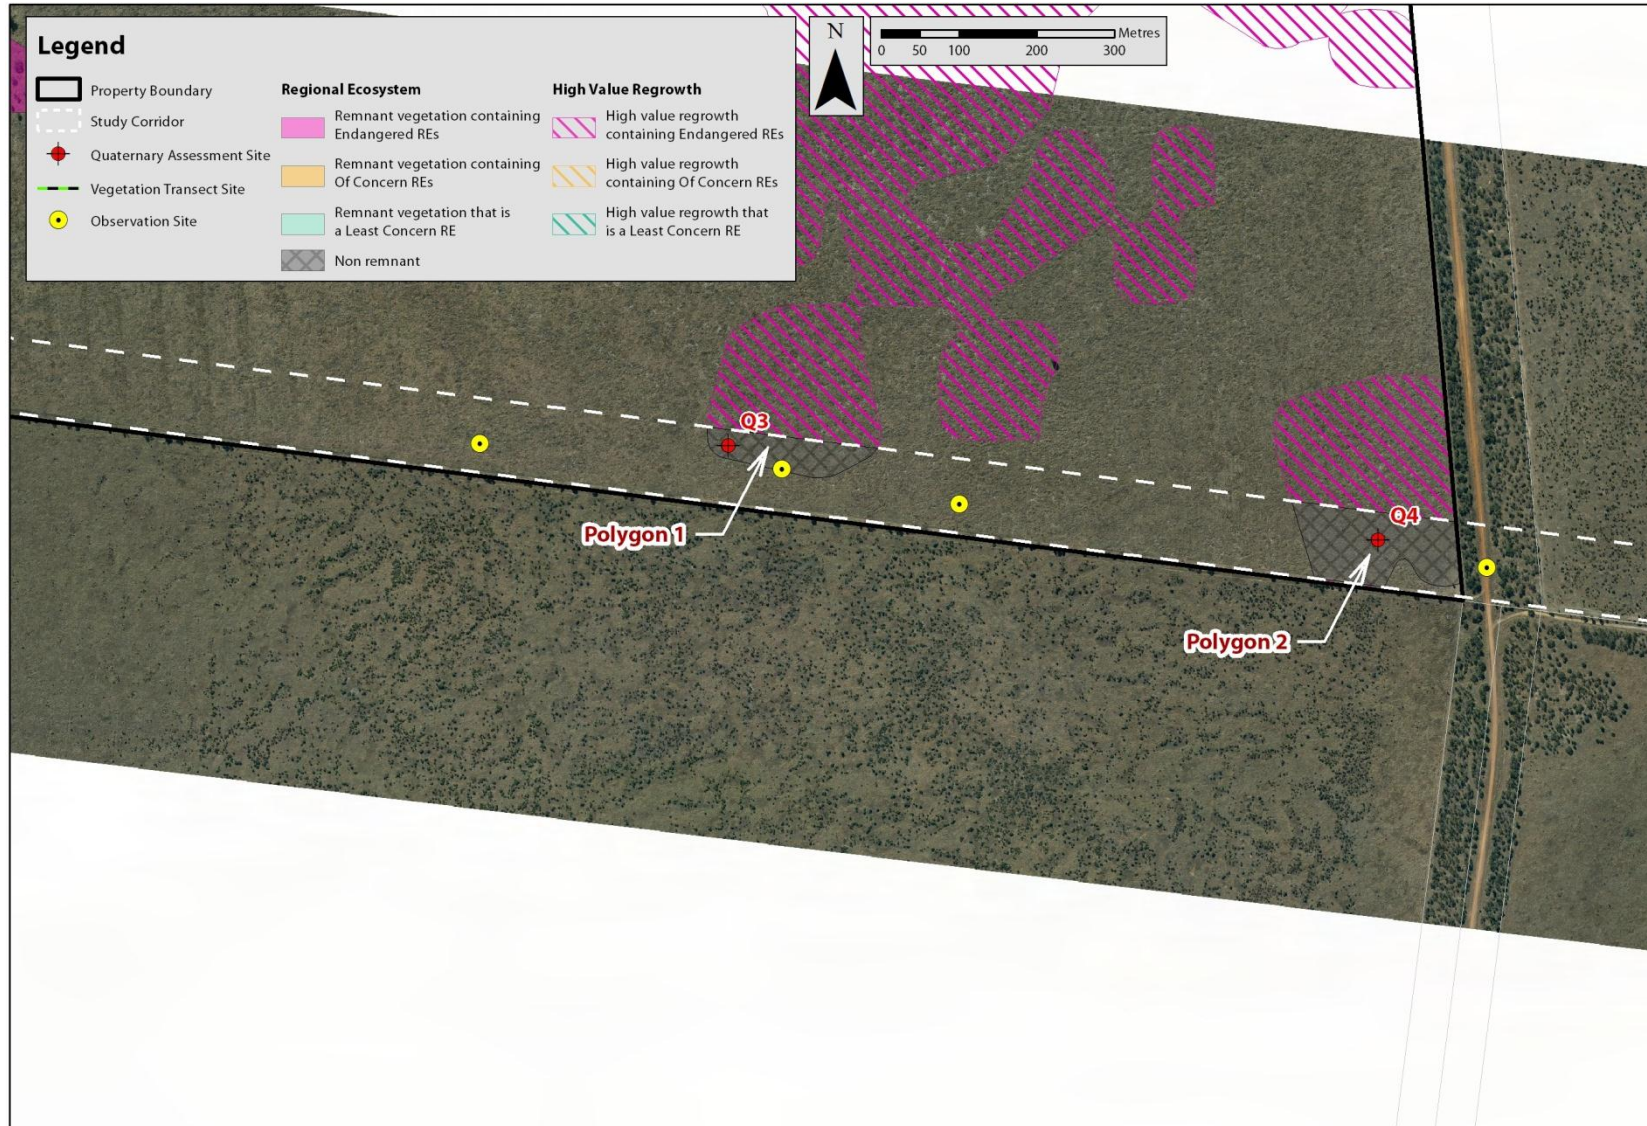 Legend
Property Boundary
Study Corridor
Quaternary Assessment Site
Vegetation Transect Site
Observation Site
Regional Ecosystem
Remnant vegetation containing
Endangered REs
Remnant vegetation containing
Of Concern REs
Remnant vegetation that is
a Least Concern RE
Non remnant
High Value Regrowth
High value regrowth
containing Endangered REs
High value regrowth
containing Of Concern REs
High value regrowth that
is a Least Concern RE
N
Metres
0 50 100 200 300
Q3
Polygon 1
Q4
Polygon 2